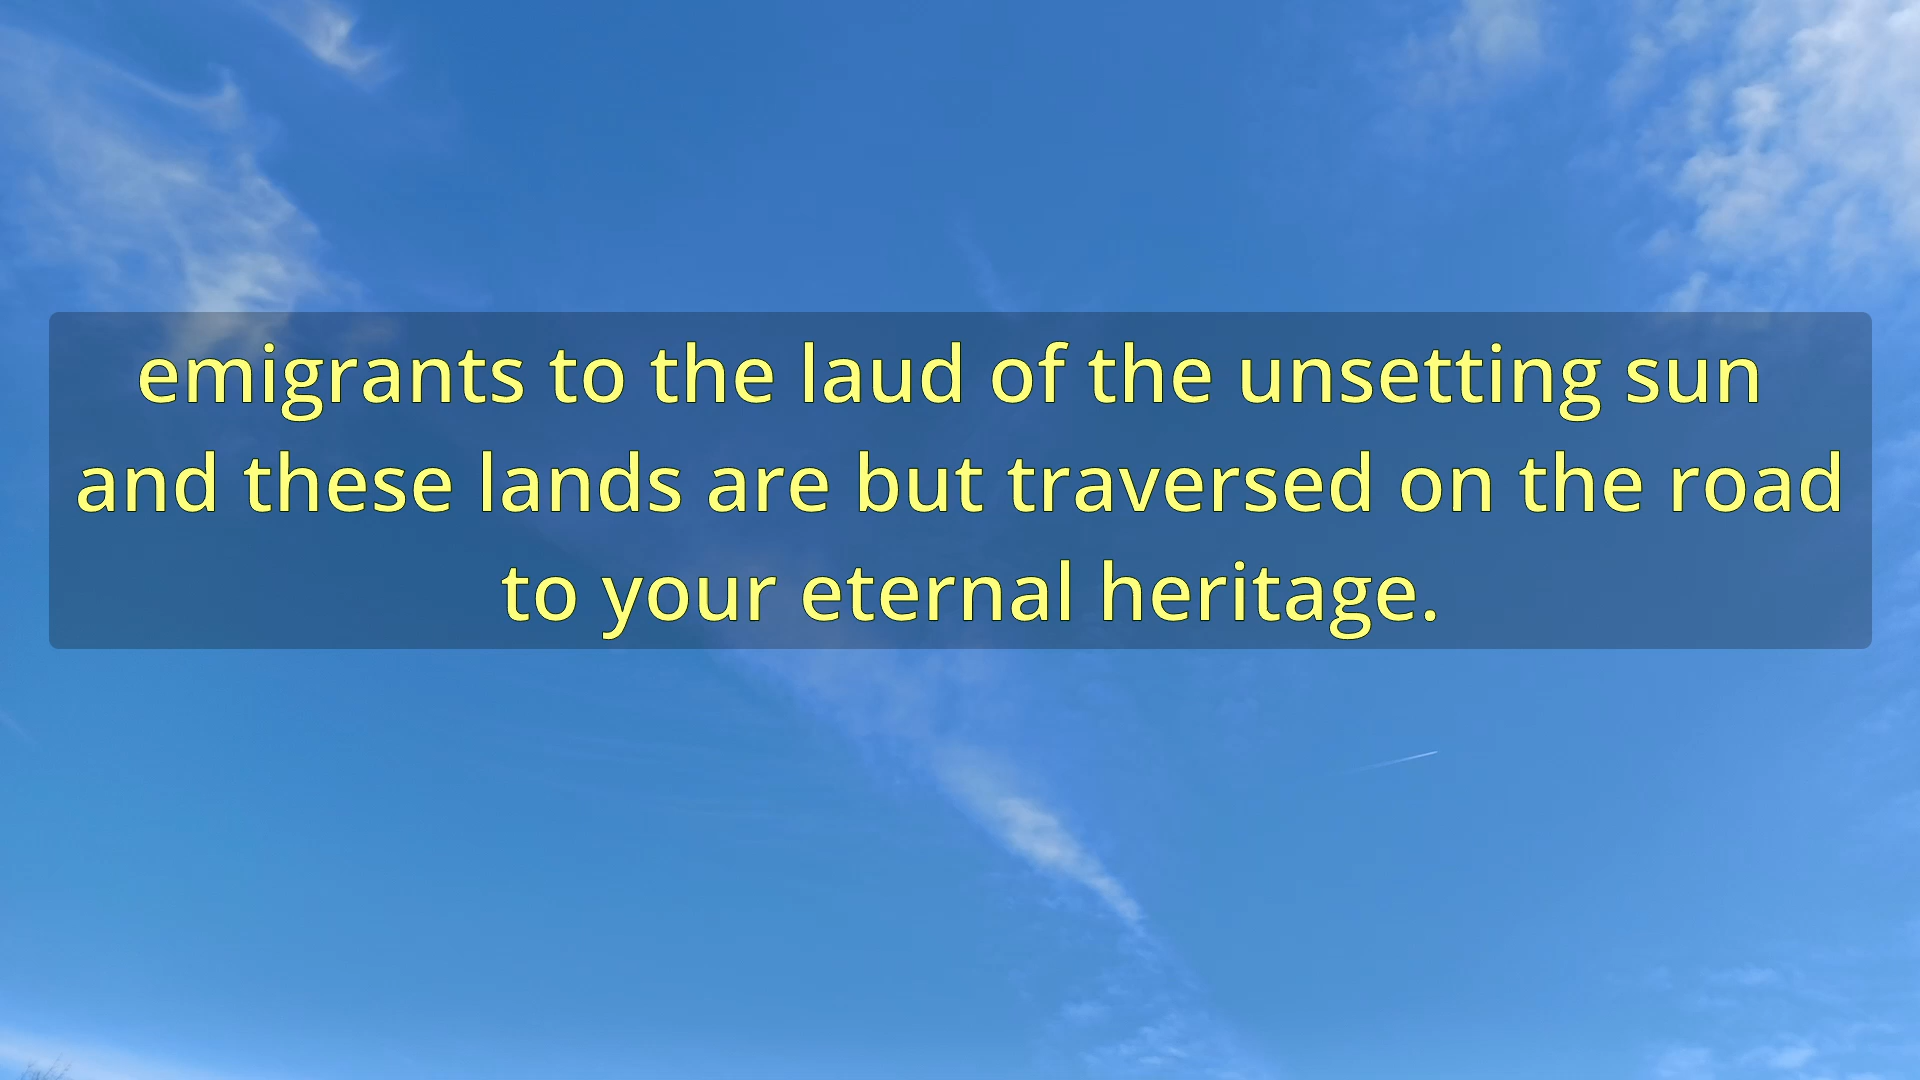 emigrants to the laud of the unsetting sun
and these lands are but traversed on the road
to your eternal heritage.